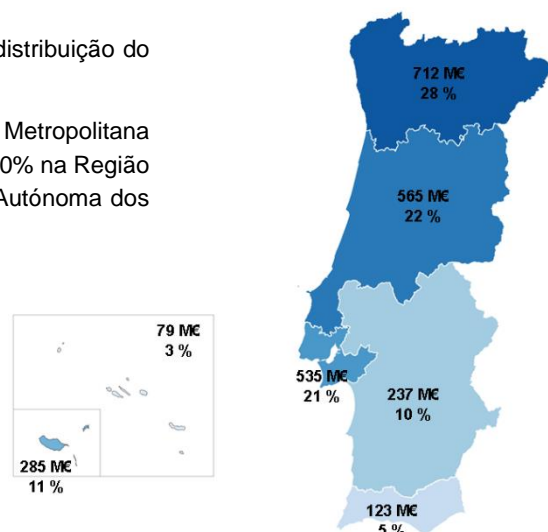 distribuição do
Metropolitana
0% na Região
Autónoma dos
712 M€
28 %
565 M€
22 %
79 M€
3 %
535 M€
21 %
237 M€
10 %
285 M€
11 %
123 M€
5 %